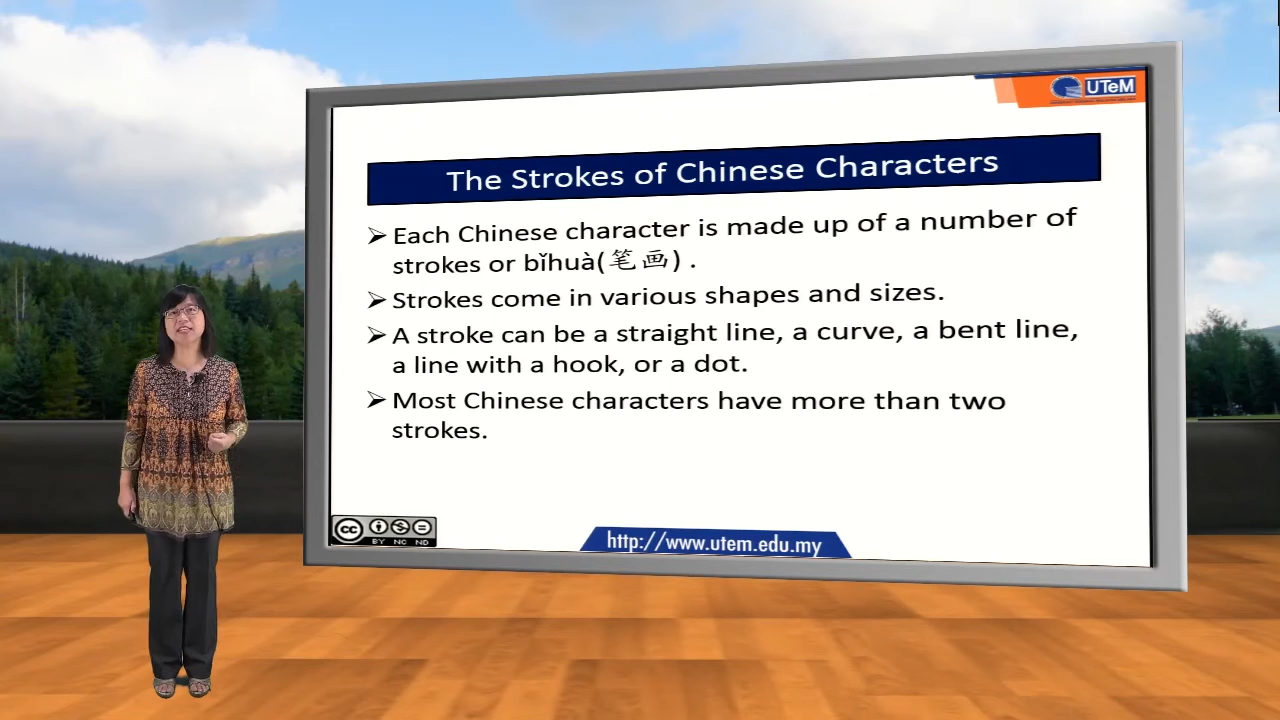 UTeM
The Strokes of Chinese Characters
➢ Each Chinese character is made up of a number of
strokes or bǐhuà(笔画) .
➢ Strokes come in various shapes and sizes.
➢ A stroke can be a straight line, a curve, a bent line,
a line with a hook, or a dot.
➢ Most Chinese characters have more than two
strokes.
cc
BY NC ND
http://www.utem.edu.my